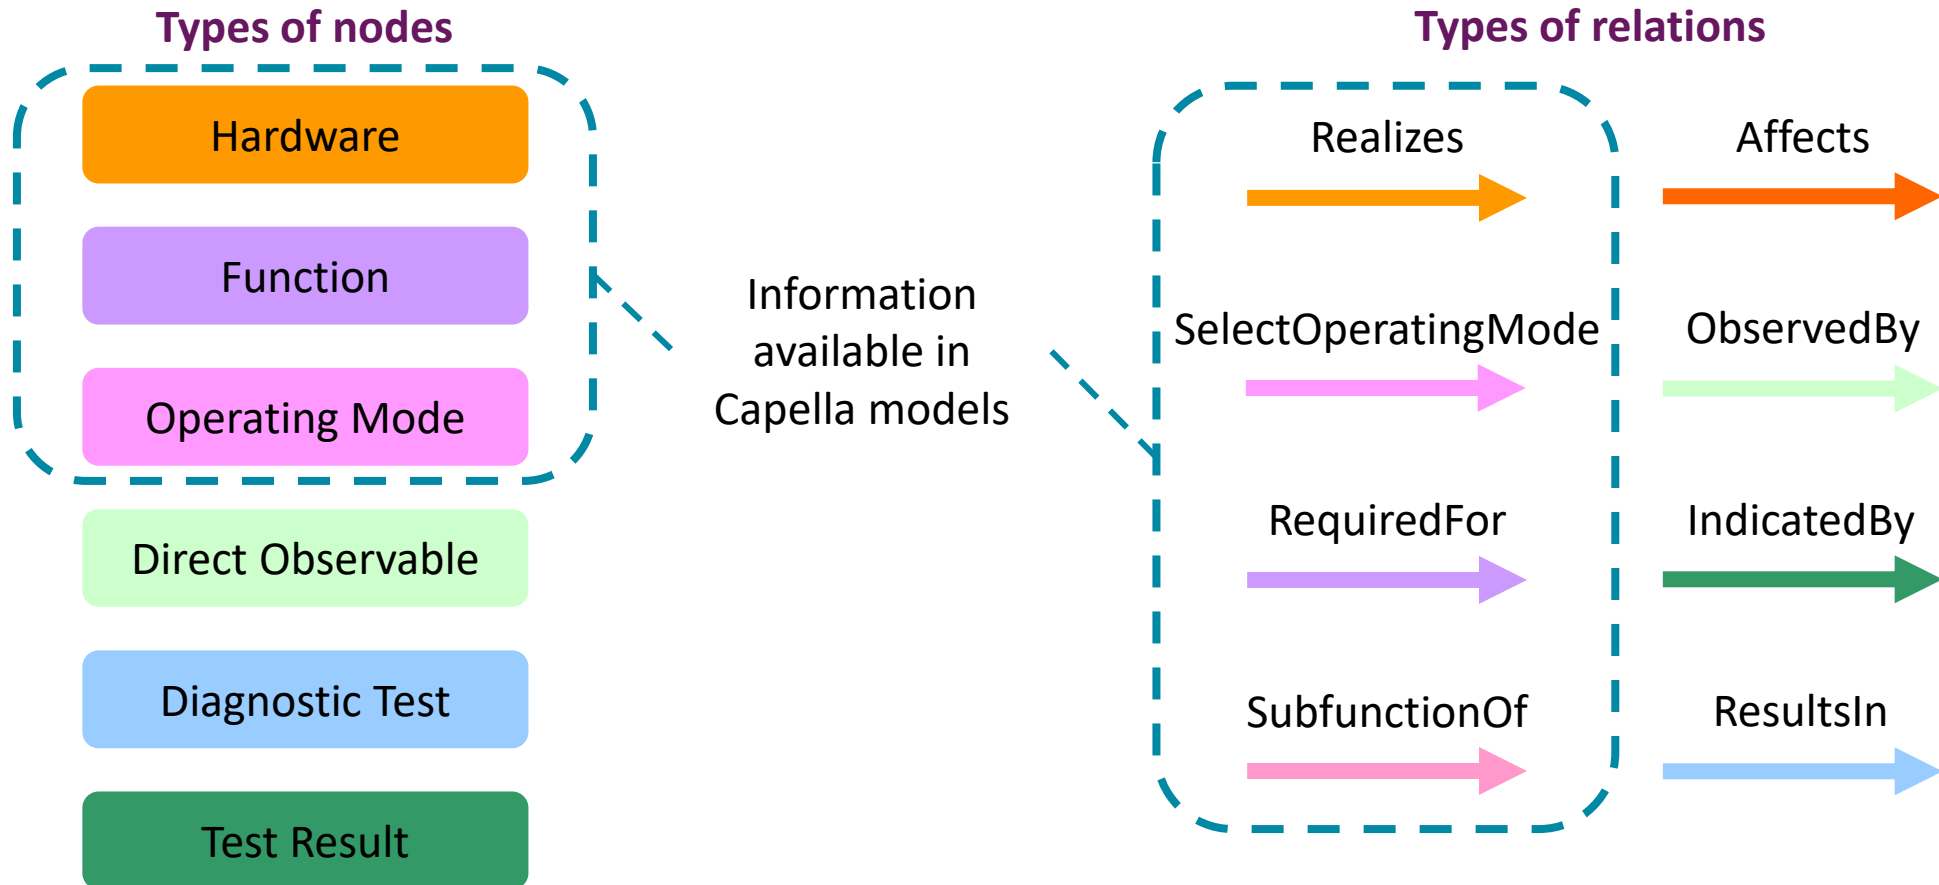 Types of nodes
Hardware
Function
Operating Mode
Direct Observable
Diagnostic Test
Test Result
Information
available in
Capella models
Types of relations
Realizes
Affects
SelectOperatingMode
ObservedBy
RequiredFor
IndicatedBy
SubfunctionOf
ResultsIn